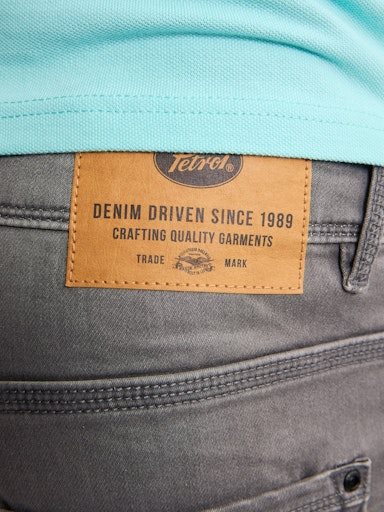 Petrol®
DENIM DRIVEN SINCE 1989
CRAFTING QUALITY GARMENTS
TRADE MARK